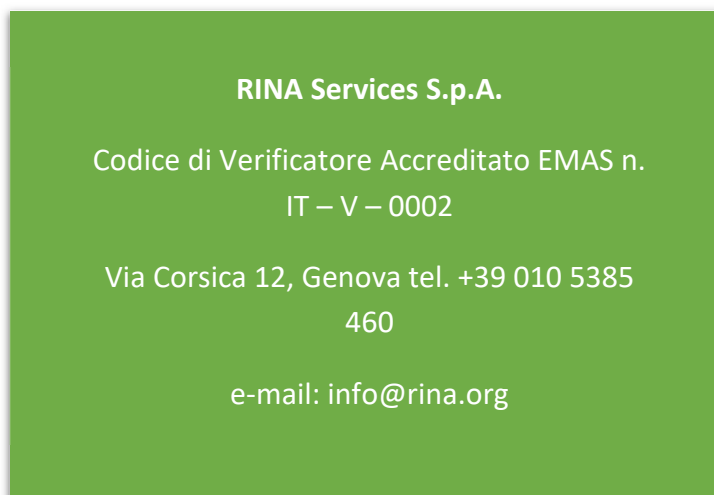 RINA Services S.p.A.
Codice di Verificatore Accreditato EMAS n.
IT – V – 0002
Via Corsica 12, Genova tel. +39 010 5385
460
e-mail: info@rina.org